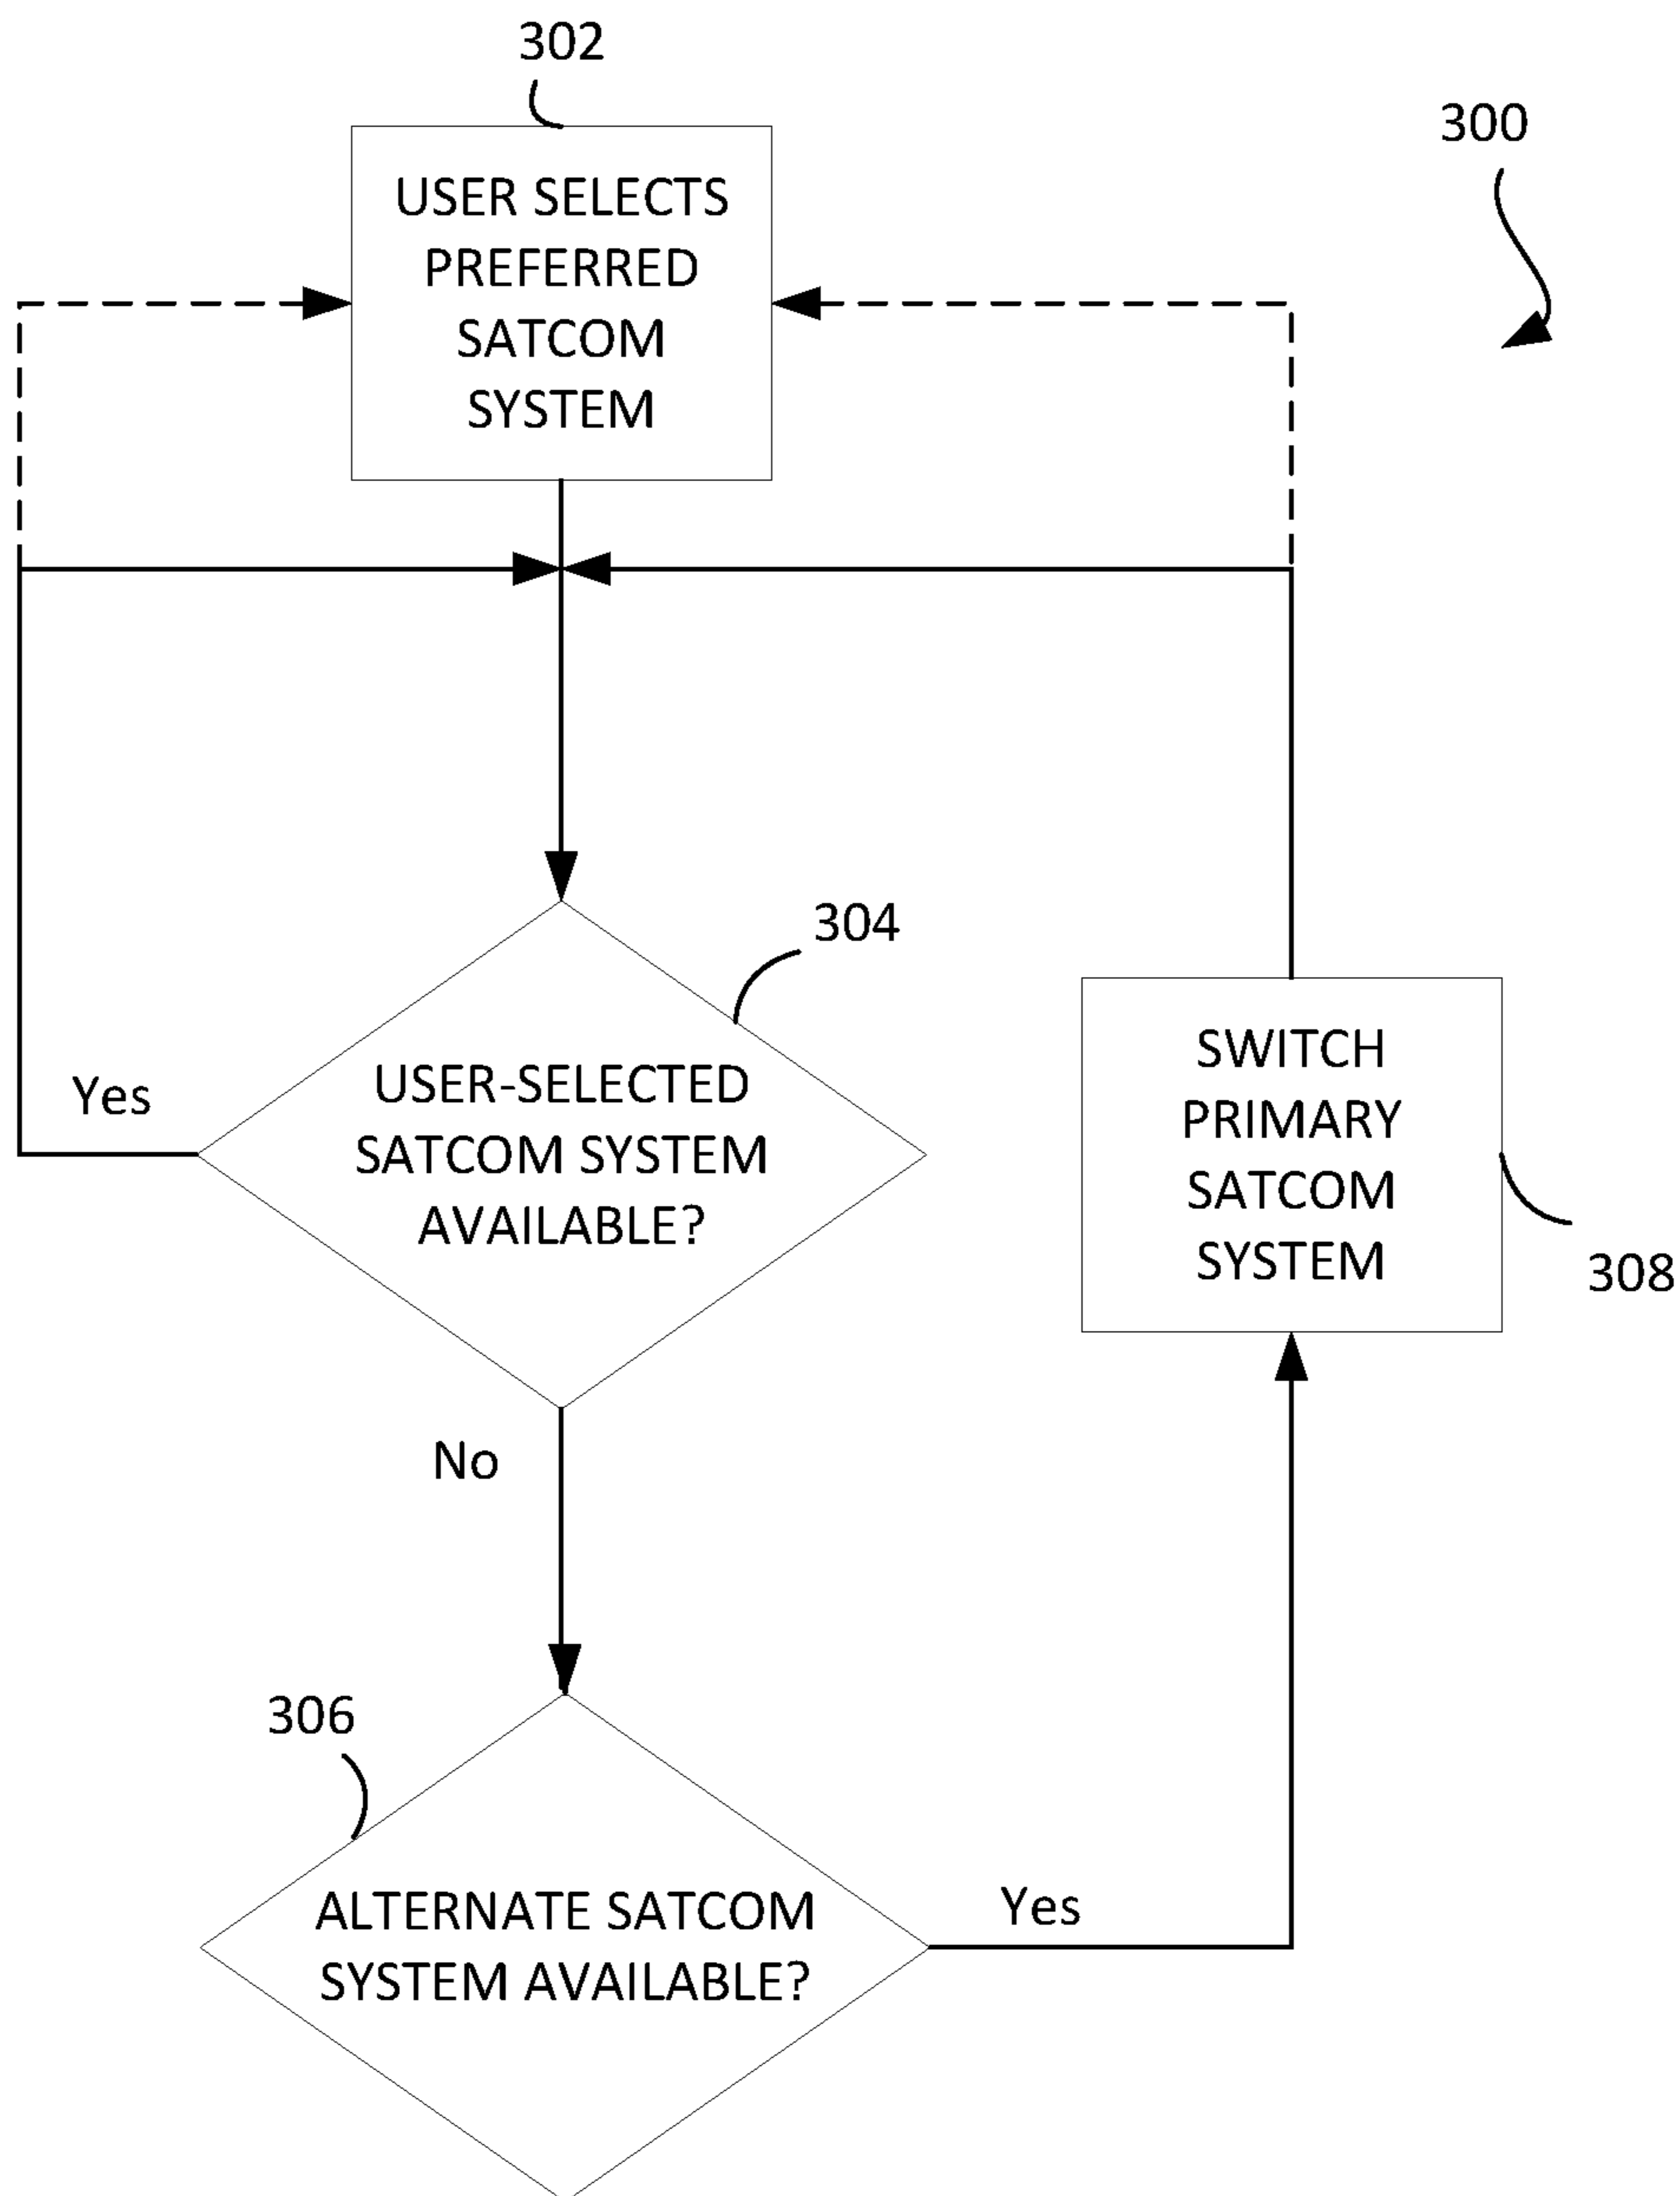 302
300
USER SELECTS
PREFERRED
SATCOM
SYSTEM
304
USER-SELECTED
SATCOM SYSTEM
AVAILABLE?
Yes
SWITCH
PRIMARY
SATCOM
SYSTEM
308
No
306
ALTERNATE SATCOM
SYSTEM AVAILABLE?
Yes